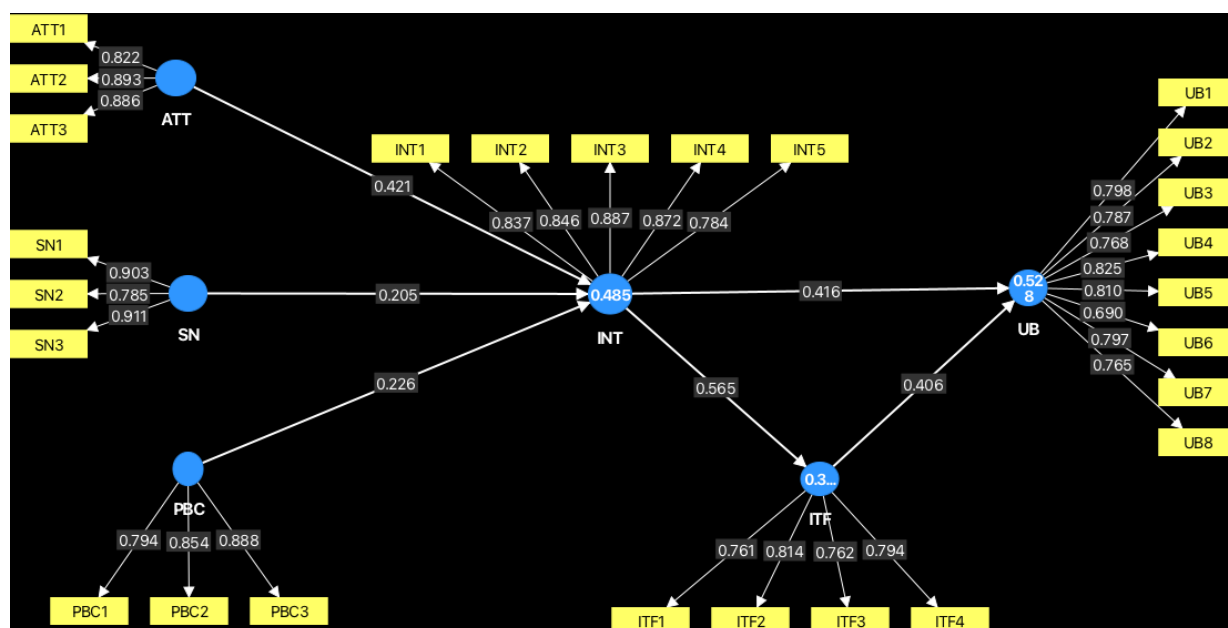 ATT1
ATT2
ATT3
0.822
0.893
0.886
ATT
0.421
SN1
SN2
SN3
0.903
0.785
0.911
SN
0.205
PBC
0.226
0.794
0.854
0.888
PBC1
PBC2
PBC3
INT1
INT2
INT3
INT4
INT5
0.837
0.846
0.887
0.872
0.784
0.485
INT
0.416
0.565
0.3...
ITF
0.406
0.761
0.814
0.762
0.794
ITF1
ITF2
ITF3
ITF4
0.52
8
UB
0.798
0.787
0.768
0.825
0.810
0.690
0.797
0.765
UB1
UB2
UB3
UB4
UB5
UB6
UB7
UB8